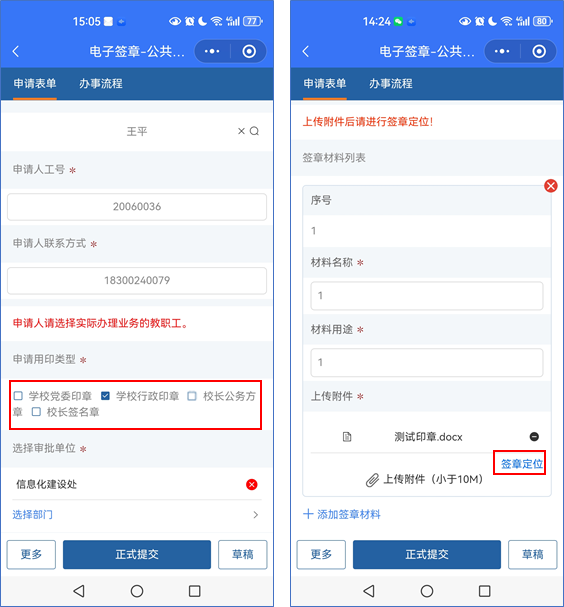 15:05
77
电子签章-公共...
申请表单
办事流程
王平
申请人工号 *
20060036
申请人联系方式 *
18300240079
申请人请选择实际办理业务的教职工。
申请用印类型 *
学校党委印章 学校行政印章 校长公务方
章 校长签名章
选择审批单位 *
信息化建设处
选择部门
更多
正式提交
草稿
14:24
80
电子签章-公共...
申请表单
办事流程
上传附件后请进行签章定位!
签章材料列表
序号
1
材料名称 *
1
材料用途 *
1
上传附件 *
测试印章.docx
签章定位
上传附件（小于10M）
添加签章材料
更多
正式提交
草稿